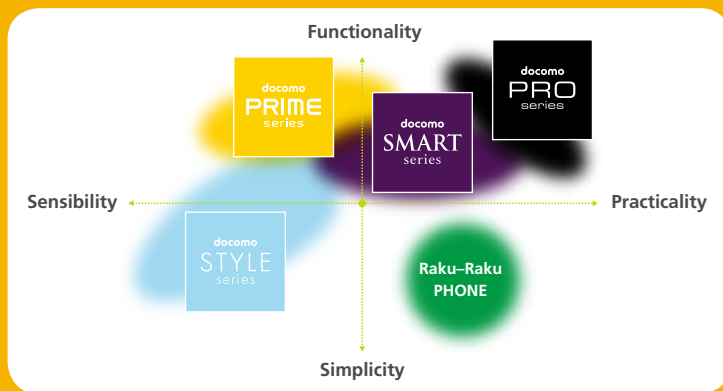 Functionality
docomo
PRIME
series
docomo
PRO
series
docomo
SMART
series
Sensibility
Practicality
docomo
STYLE
series
Raku–Raku
PHONE
Simplicity